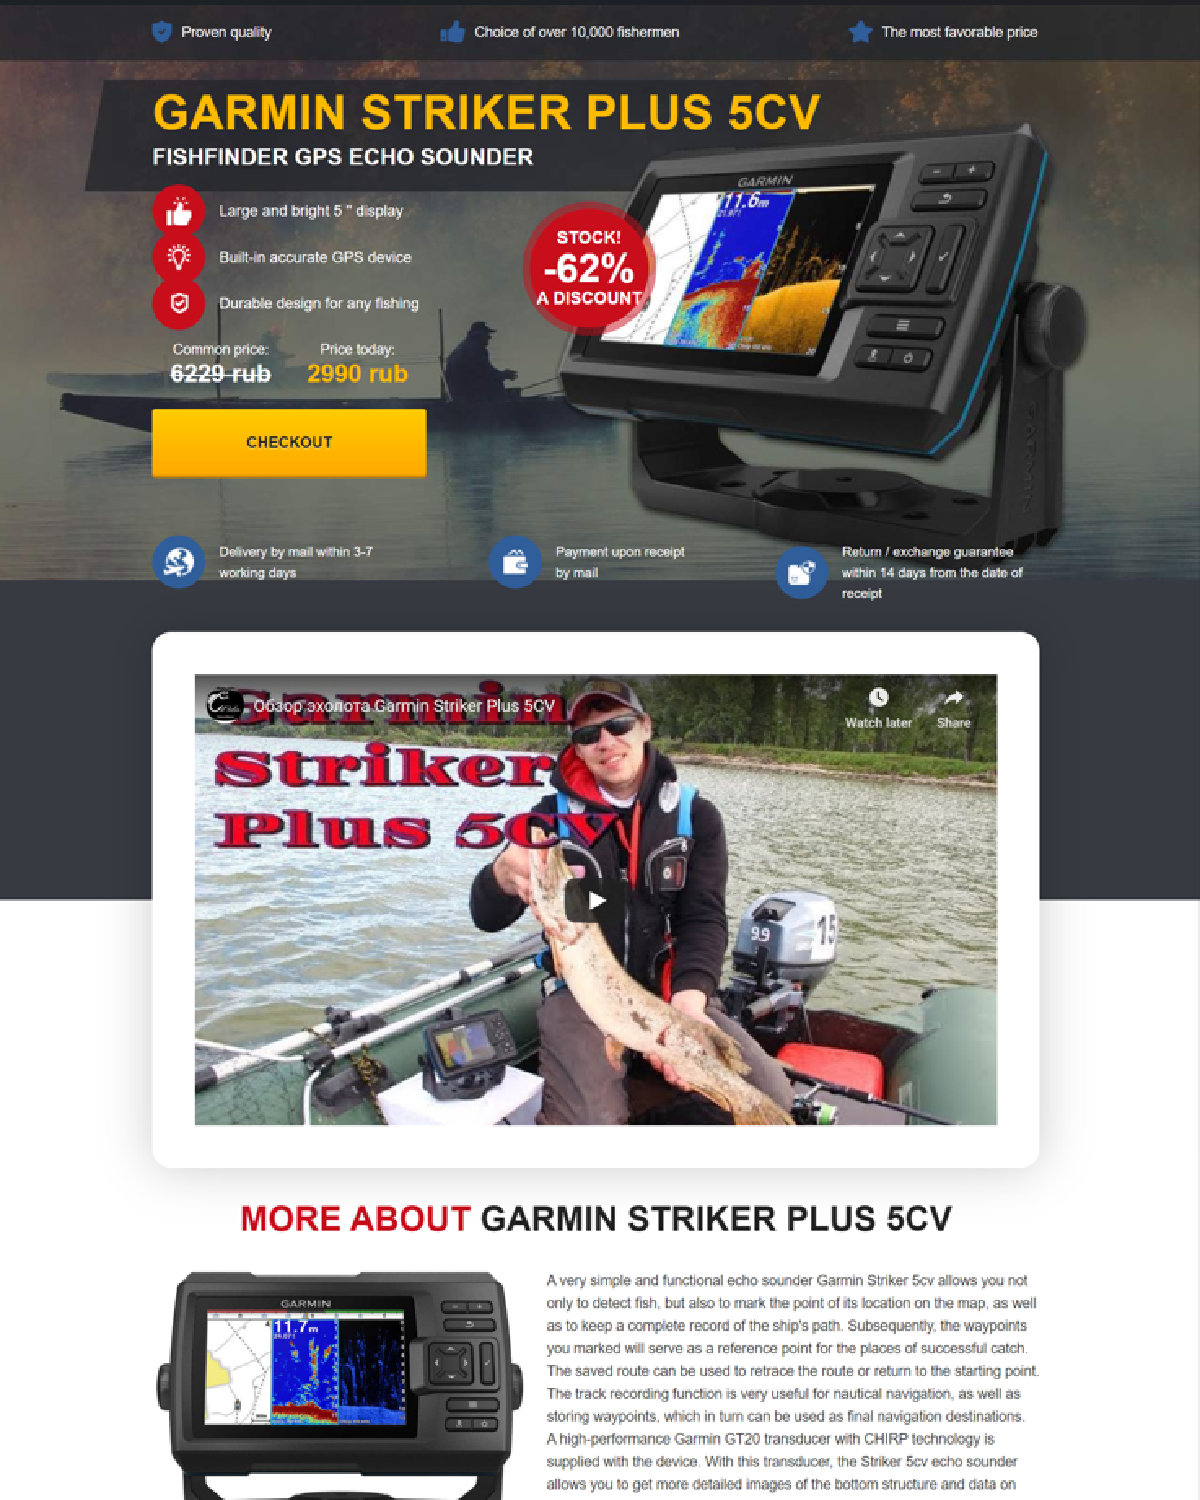 Proven quality
Choice of over 10,000 fishermen
The most favorable price
GARMIN STRIKER PLUS 5CV
FISHFINDER GPS ECHO SOUNDER
Large and bright 5 " display
Built-in accurate GPS device
Durable design for any fishing
Common price:
Price today:
6229 rub
2990 rub
CHECKOUT
STOCK!
-62%
A DISCOUNT
GARMIN
11.6m
Delivery by mail within 3-7
working days
Payment upon receipt
by mail
Return / exchange guarantee
within 14 days from the date of
receipt
Обзор эхолота Garmin Striker Plus 5CV
Watch later
Share
Garmin
Striker
Plus 5CV
9.9
15
MORE ABOUT GARMIN STRIKER PLUS 5CV
GARMIN
11.7m
A very simple and functional echo sounder Garmin Striker 5cv allows you not
only to detect fish, but also to mark the point of its location on the map, as well
as to keep a complete record of the ship's path. Subsequently, the waypoints
you marked will serve as a reference point for the places of successful catch.
The saved route can be used to retrace the route or return to the starting point.
The track recording function is very useful for nautical navigation, as well as
storing waypoints, which in turn can be used as final navigation destinations.
A high-performance Garmin GT20 transducer with CHIRP technology is
supplied with the device. With this transducer, the Striker 5cv echo sounder
allows you to get more detailed images of the bottom structure and data on